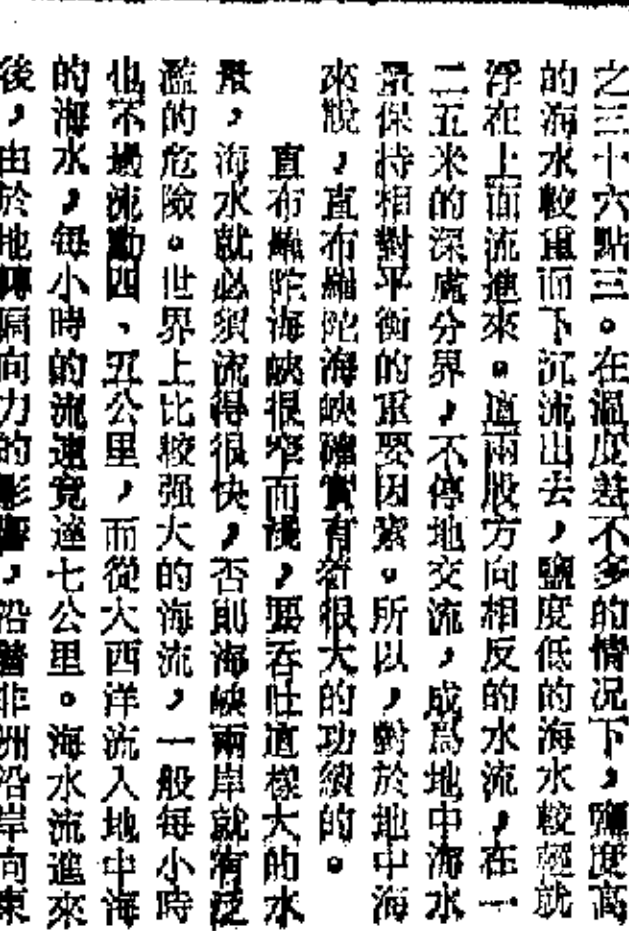 之三十六點三。在溫度差不多的情況下，鹽度高
的海水較重而下沉流出去，鹽度低的海水較輕就
浮在上面流進來。這兩股方向相反的水流，在一
二五米的深處分界，不停地交流，成爲地中海水
量保持相對平衡的重要因素。所以，對於地中海
來說，直布羅陀海峽確實有着很大的功績的。
直布羅陀海峽很窄而淺，要吞吐這樣大的水
量，海水就必須流得很快，否則海峽兩岸就有泛
濫的危險。世界上比較强大的海流，一般每小時
也不過流動四、五公里，而從大西洋流入地中海
的海水，每小時的流速竟達七公里。海水流進來
後，由於地轉偏向力的影響，沿着非洲沿岸向東